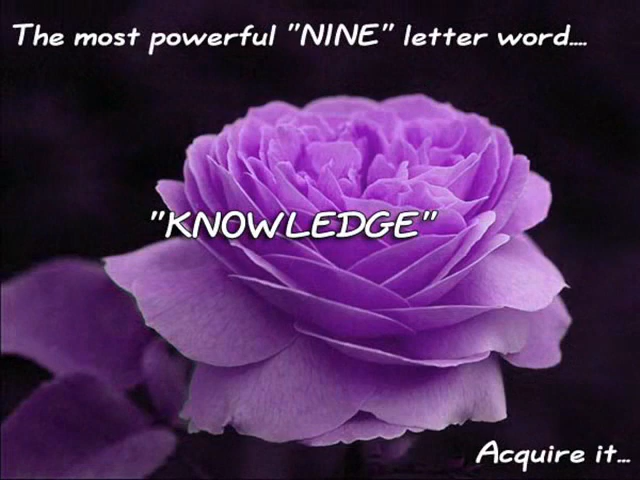 The most powerful "NINE" letter word....
"KNOWLEDGE"
Acquire it...